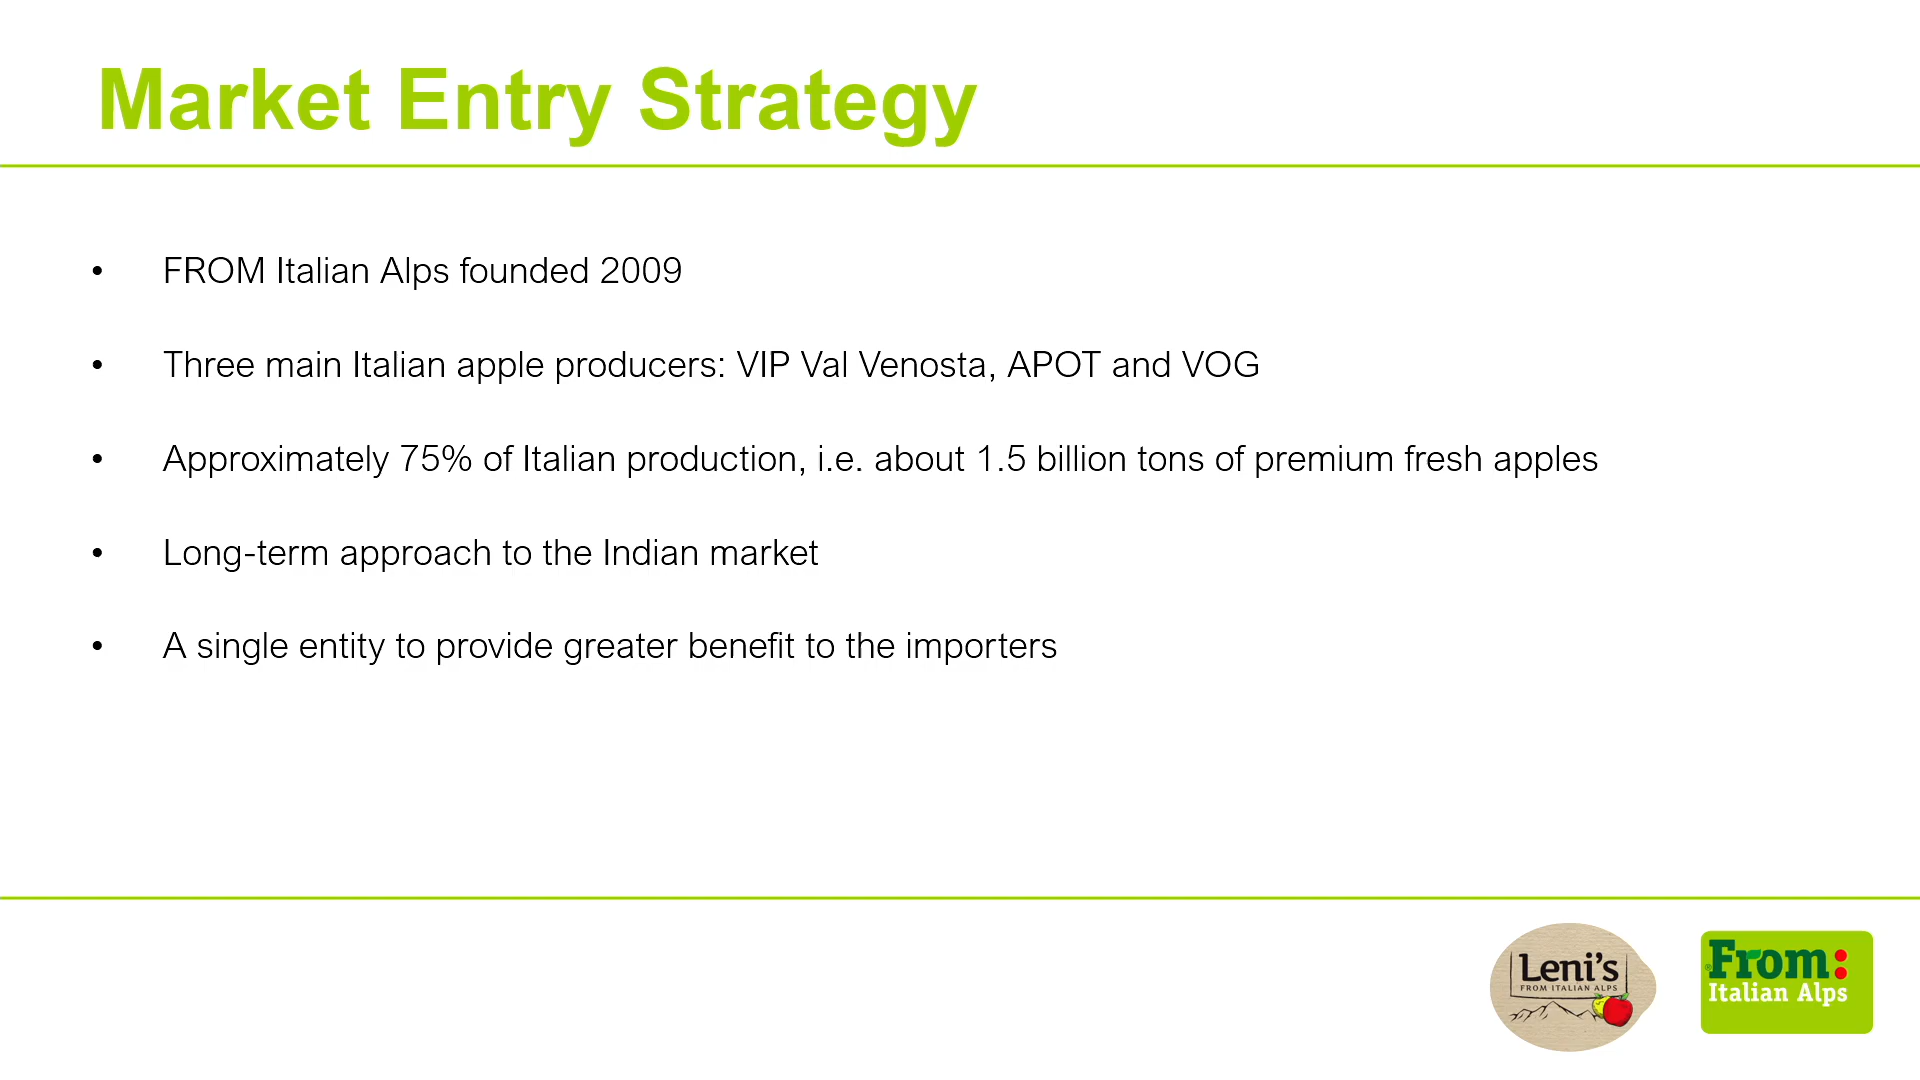 Market Entry Strategy
• FROM Italian Alps founded 2009
• Three main Italian apple producers: VIP Val Venosta, APOT and VOG
• Approximately 75% of Italian production, i.e. about 1.5 billion tons of premium fresh apples
• Long-term approach to the Indian market
• A single entity to provide greater benefit to the importers
Leni's
FROM ITALIAN ALPS
From:
® Italian Alps